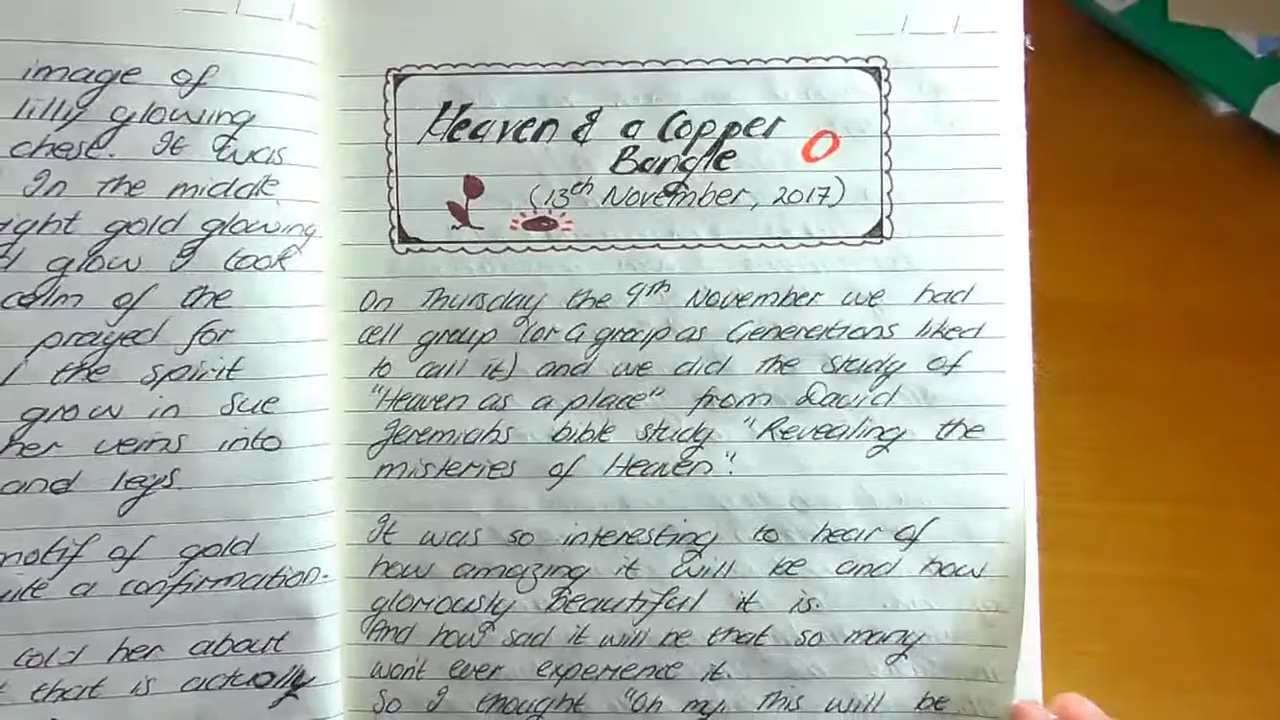 image of
lilly glowing
chest. It was
In the middle
ight gold glowing
glow I took
calm of the
prayed for
the spirit
grow in Sue
her veins into
and legs.
motif of gold
a confirmation.
told her about
that is actually
Heaven & a Copper
Bangle
(13th November, 2017)
On Thursday the 9th November we had
cell group (or G group as Generations liked
to call it) and we did the study of
"Heaven as a place" from David
Jeremiahs bible study "Revealing the
misteries of Heaven".
It was so interesting to hear of
how amazing it will be and how
gloriously beautiful it is.
And how sad it will be that so many
wont ever experience it.
So I thought "Oh my, this will be